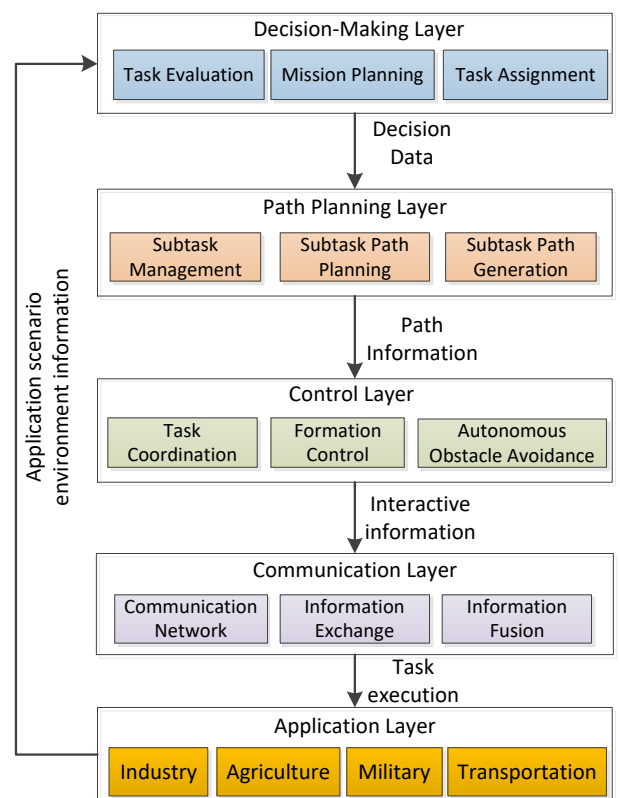 Decision-Making Layer
Task Evaluation
Mission Planning
Task Assignment
Decision
Data
Path Planning Layer
Subtask
Management
Subtask Path
Planning
Subtask Path
Generation
Path
Information
Control Layer
Task
Coordination
Formation
Control
Autonomous
Obstacle Avoidance
Interactive
information
Communication Layer
Communication
Network
Information
Exchange
Information
Fusion
Task
execution
Application Layer
Industry
Agriculture
Military
Transportation
Application scenario
environment information